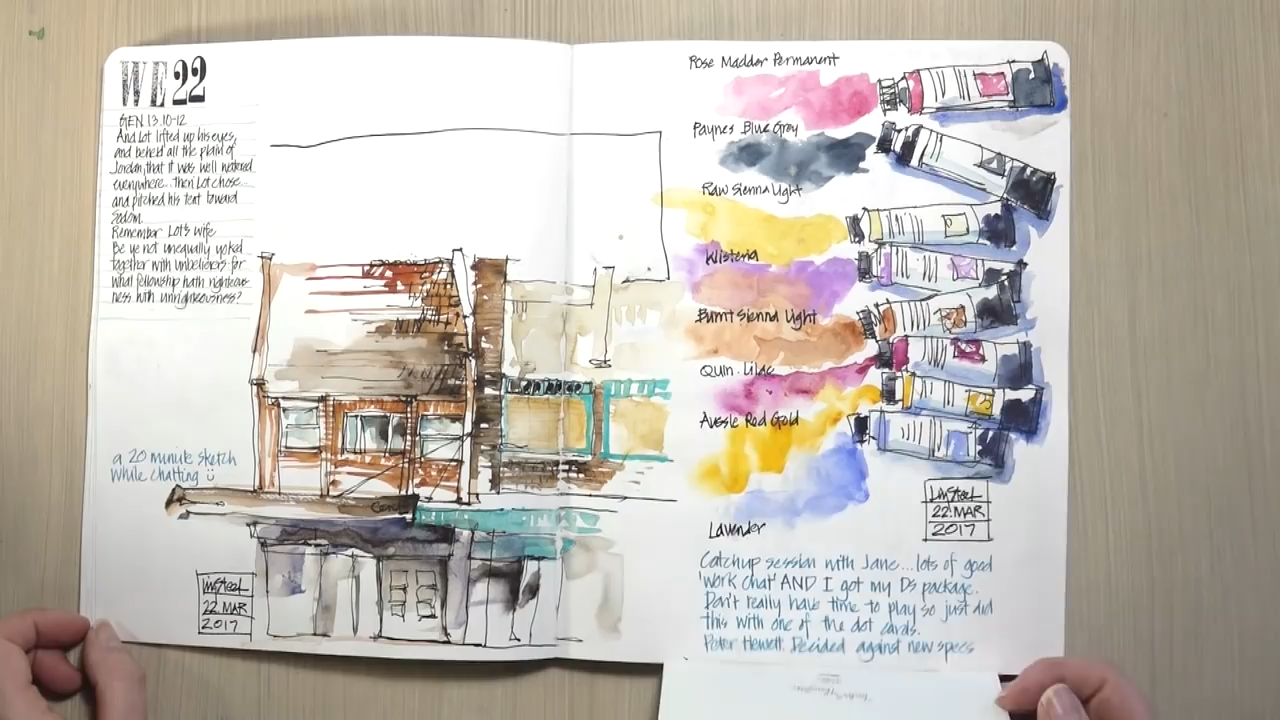 WE 22
GEN. 13. 10-12
And Lot lifted up his eyes,
and beheld all the plaid of
Jordan, that it was well watered
everywhere... then Lot chose...
and pitched his tent toward
Sodom.
Remember Lot's wife
Be ye not unequally yoked
together with unbelievers for
what fellowship hath righteous
ness with unrighteousness?
a 20 minute sketch
while chatting
LizSteel
22.MAR
2017
Rose Madder Permanent
Paynes Blue Grey
Raw Sienna Light
Wisteria
Burnt Sienna Light
Quin. Lilac
Aussie Red Gold
Lavender
LizSteel
22.MAR
2017
Catchup session with Jane... lots of good
'work chat' AND I got my DS package.
Don't really have time to play so just did
this with one of the dot cards.
Peter Hewett. Decided against new specs